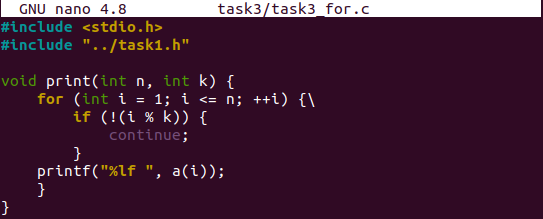 GNU nano 4.8 task3/task3_for.c
#include <stdio.h>
#include "../task1.h"
void print(int n, int k) {
for (int i = 1; i <= n; ++i) {\
if (!(i % k)) {
continue;
}
printf("%lf ", a(i));
}
}